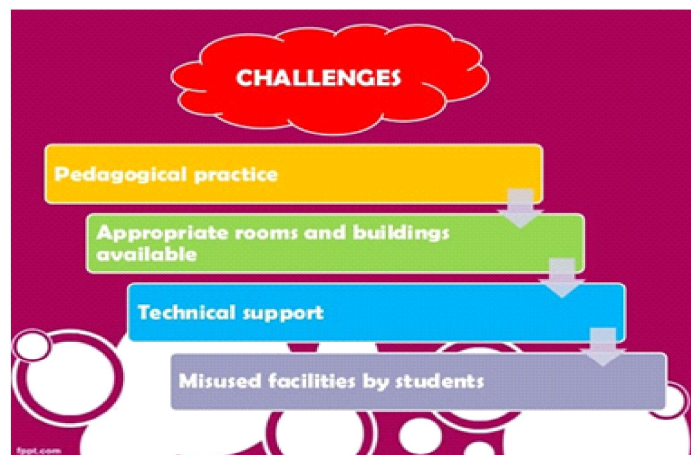 CHALLENGES
Pedagogical practice
Appropriate rooms and buildings
available
Technical support
Misused facilities by students
fppt.com